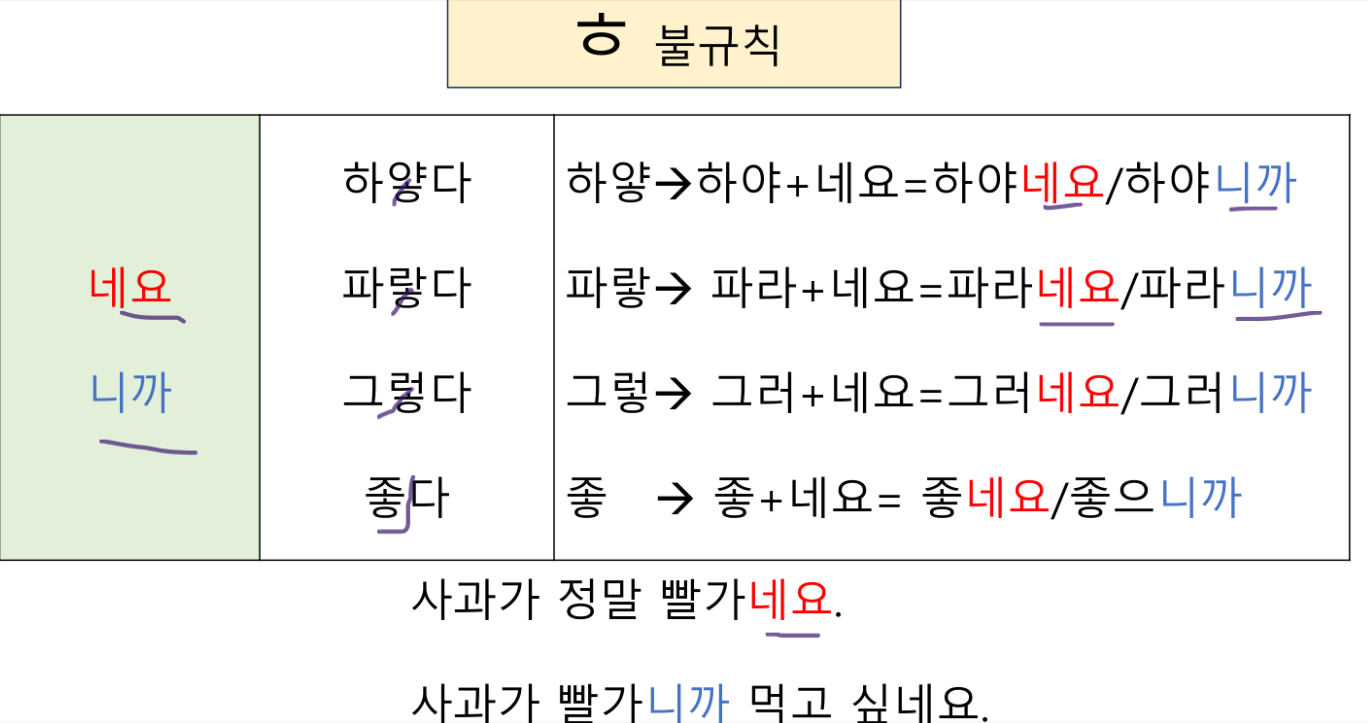 ㅎ 불규칙
하얗다 하얗→하야+네요=하야네요/하야니까
네요 파랗다 파랗→ 파라+네요=파라네요/파라니까
니까 그렇다 그렇→ 그러+네요=그러네요/그러니까
좋다 좋 → 좋+네요= 좋네요/좋으니까
사과가 정말 빨가네요.
사과가 빨가니까 먹고 싶네요.